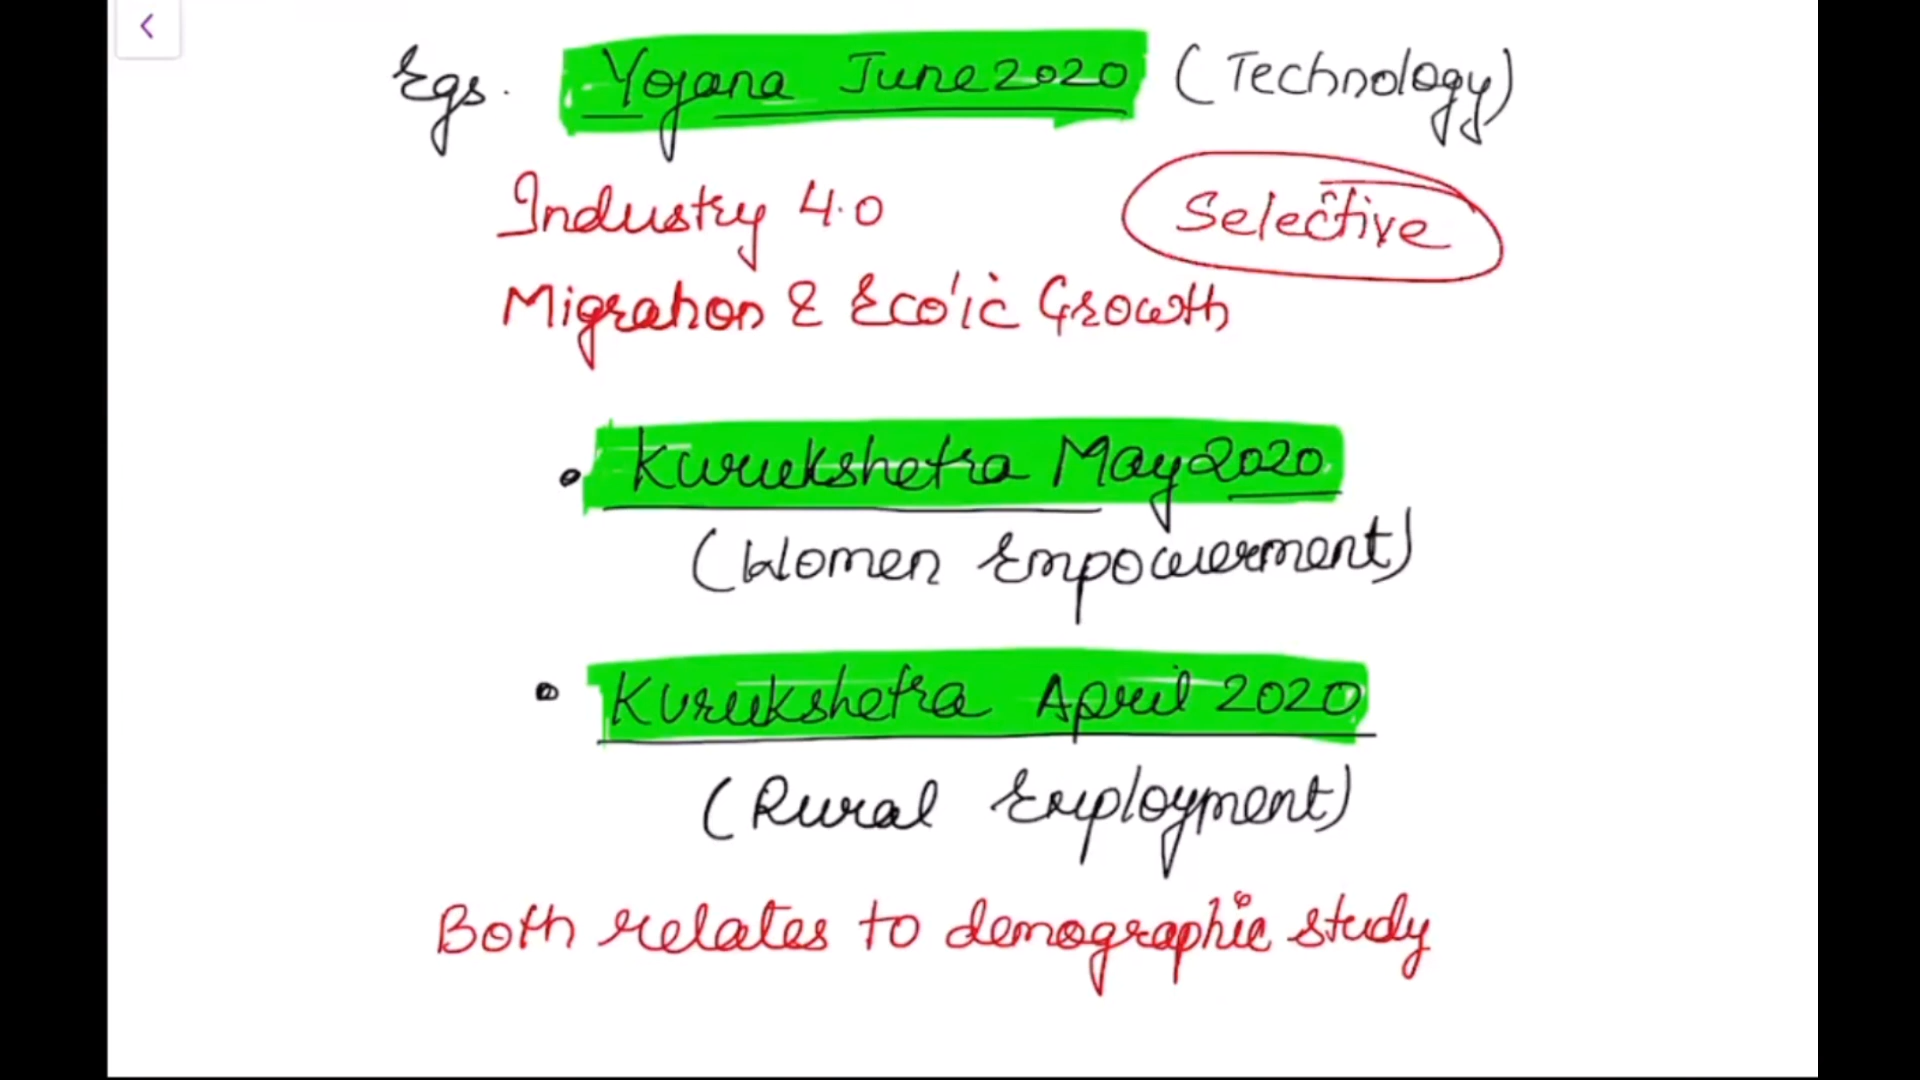 Egs. Yojana June 2020 (Technology)
Industry 4.0
Selective
Migration & Eco'ic Growth
• Kurukshetra May 2020
(Women Empowerment)
• Kurukshetra April 2020
(Rural Employment)
Both relates to demographic study